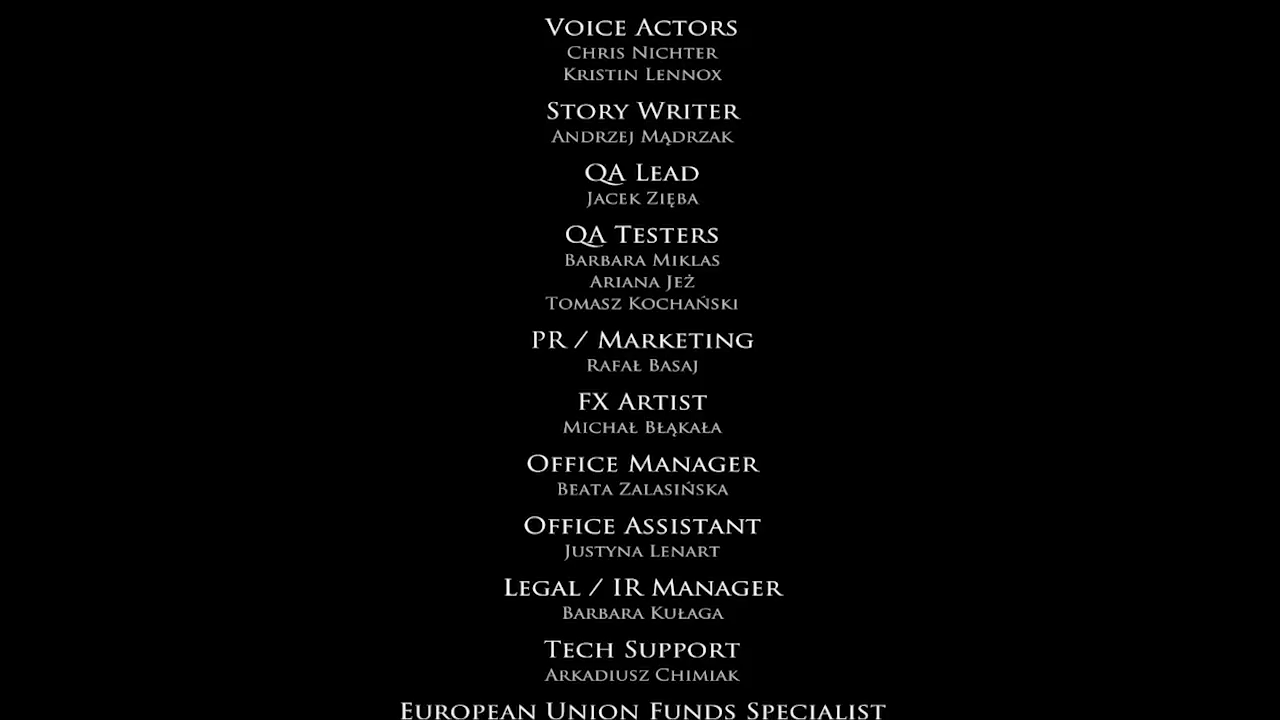 Voice Actors
Chris Nichter
Kristin Lennox
Story Writer
Andrzej Mądrzak
QA Lead
Jacek Zięba
QA Testers
Barbara Miklas
Ariana Jeż
Tomasz Kochański
PR / Marketing
Rafał Basaj
FX Artist
Michał Błąkała
Office Manager
Beata Zalasińska
Office Assistant
Justyna Lenart
Legal / IR Manager
Barbara Kułaga
Tech Support
Arkadiusz Chimiak
European Union Funds Specialist